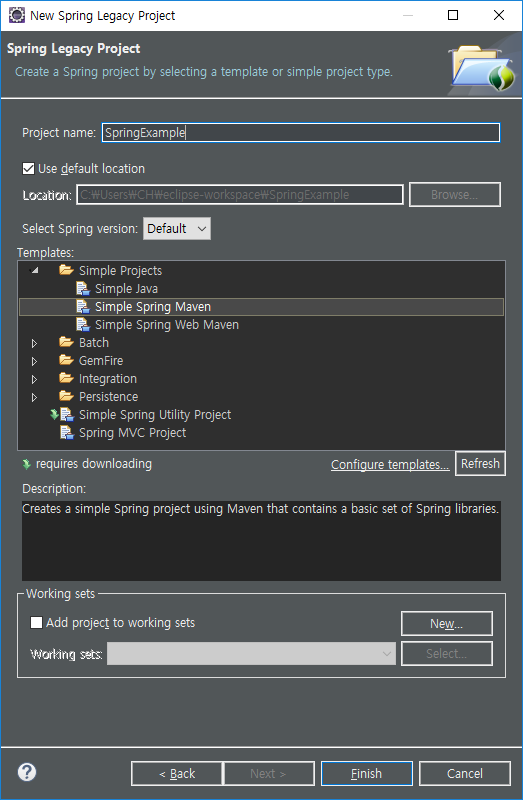 New Spring Legacy Project
Spring Legacy Project
Create a Spring project by selecting a template or simple project type.
Project name: SpringExample
Use default location
Location: C:₩Users₩CH₩eclipse-workspace₩SpringExample Browse...
Select Spring version: Default
Templates:
Simple Projects
Simple Java
Simple Spring Maven
Simple Spring Web Maven
Batch
GemFire
Integration
Persistence
Simple Spring Utility Project
Spring MVC Project
requires downloading Configure templates... Refresh
Description:
Creates a simple Spring project using Maven that contains a basic set of Spring libraries.
Working sets
Add project to working sets New...
Working sets: Select...
? < Back Next > Finish Cancel